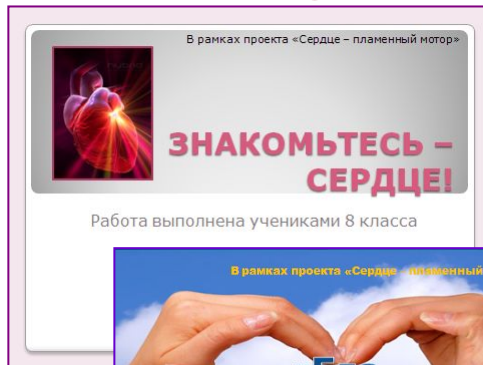 В рамках проекта «Сердце – пламенный мотор»
ЗНАКОМЬТЕСЬ –
СЕРДЦЕ!
Работа выполнена учениками 8 класса
В рамках проекта «Сердце – пламенный